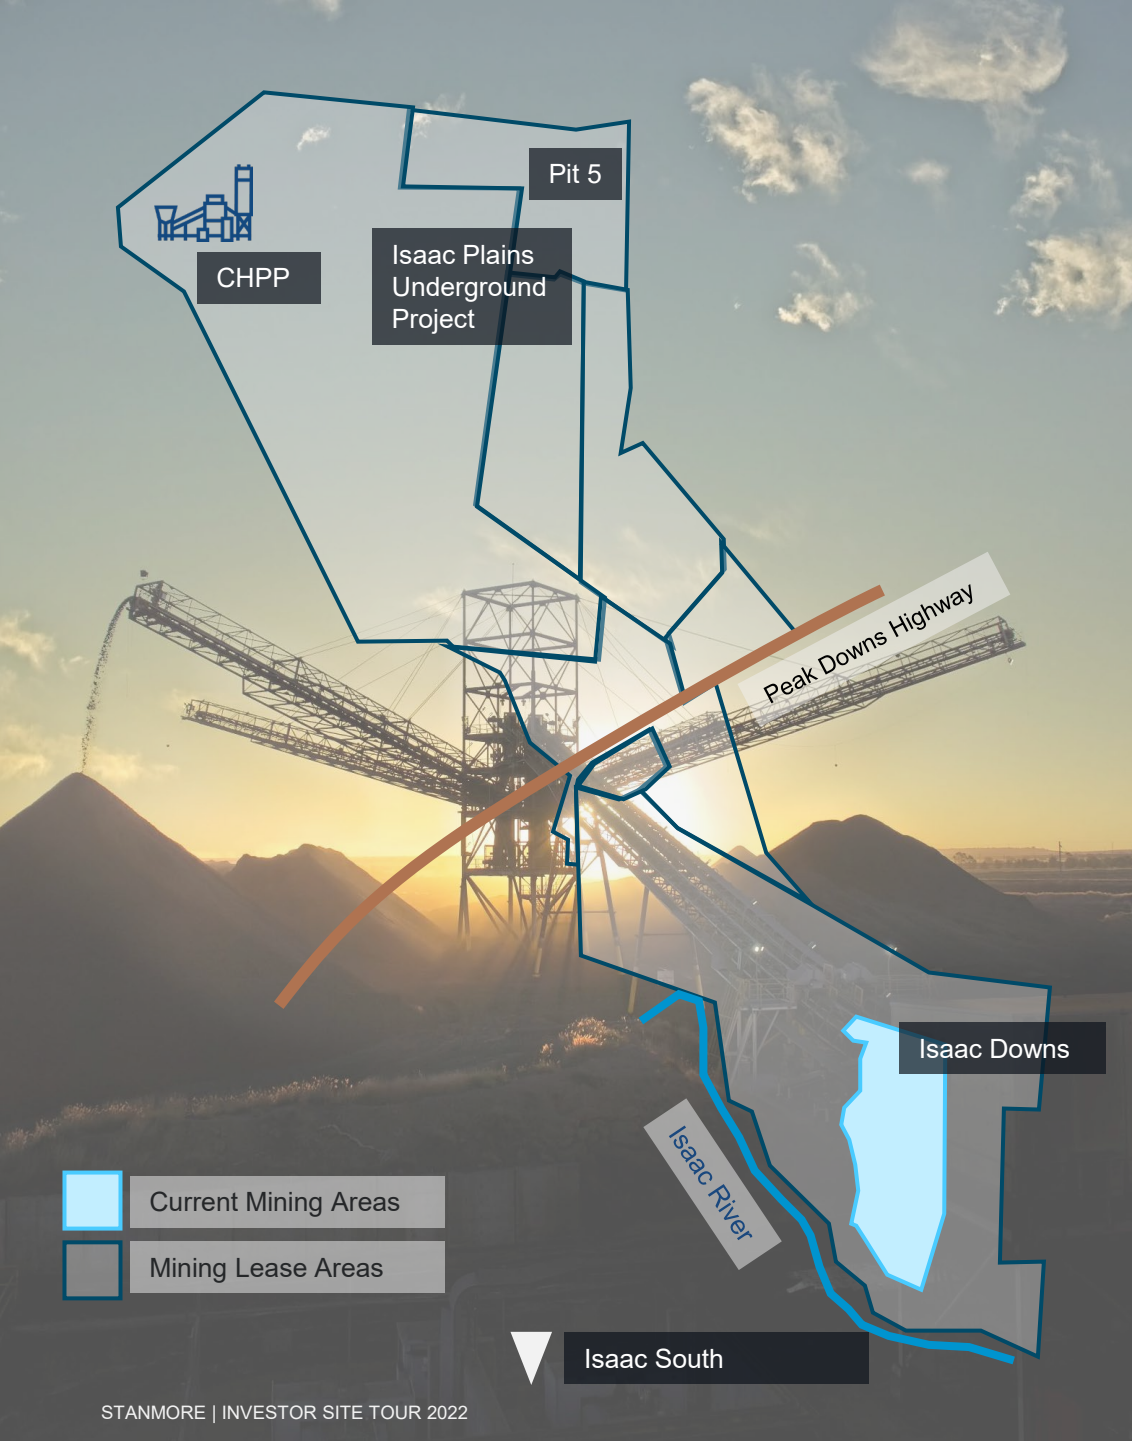 Pit 5
Isaac Plains
Underground
Project
CHPP
Peak Downs Highway
Isaac Downs
Isaac River
Current Mining Areas
Mining Lease Areas
Isaac South
STANMORE | INVESTOR SITE TOUR 2022